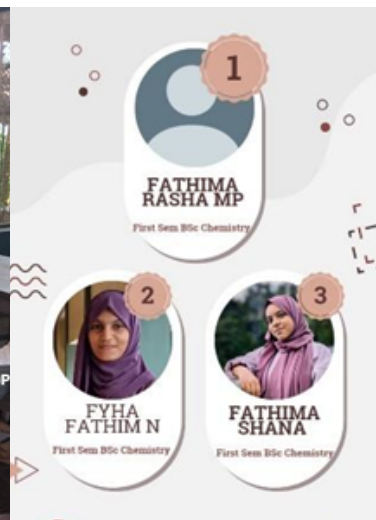 1
FATHIMA
RASHA MP
First Sem BSc Chemistry
2
FYHA
FATHIM N
First Sem BSc Chemistry
3
FATHIMA
SHANA
First Sem BSc Chemistry
P